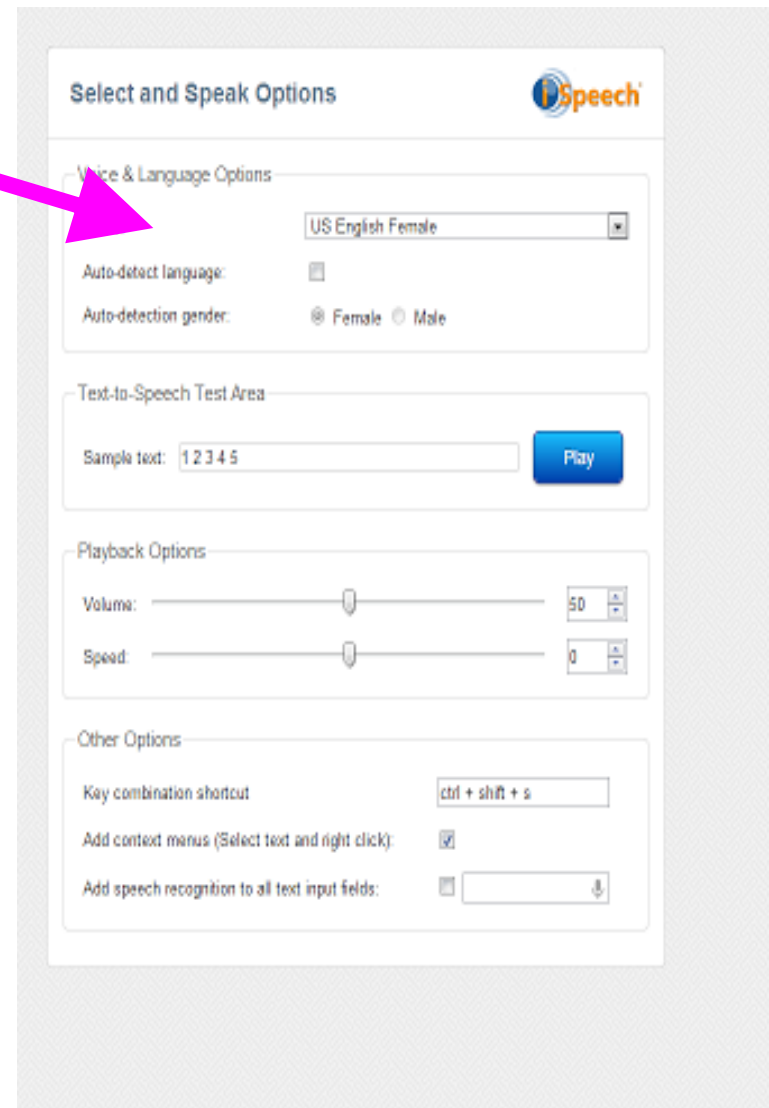 Select and Speak Options
iSpeech
Voice & Language Options
US English Female
Auto-detect language:
Auto-detection gender: Female Male
Text-to-Speech Test Area
Sample text: 1 2 3 4 5 Play
Playback Options
Volume: 50
Speed: 0
Other Options
Key combination shortcut ctrl + shift + s
Add context menus (Select text and right click):
Add speech recognition to all text input fields: